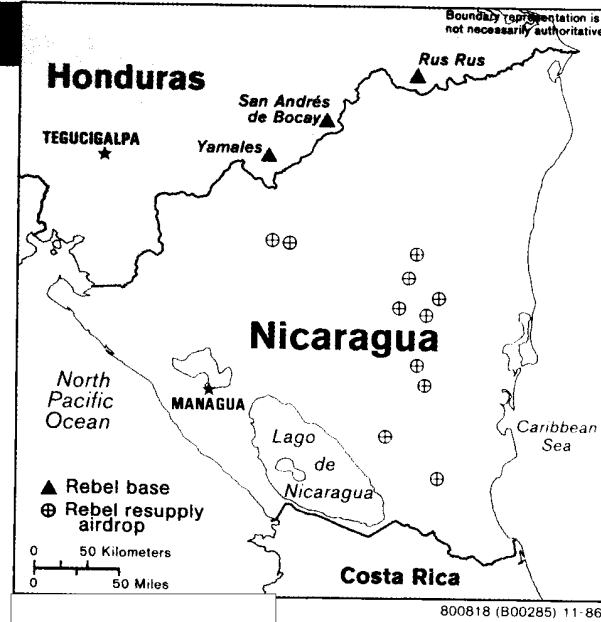 Boundary representation is
not necessarily authoritative
Honduras
Rus Rus
San Andrés
de Bocay
TEGUCIGALPA
Yamales
Nicaragua
North
Pacific
Ocean
MANAGUA
Caribbean
Sea
Lago
de
Nicaragua
Rebel base
Rebel resupply
airdrop
0 50 Kilometers
0 50 Miles
Costa Rica
800818 (B00285) 11-86